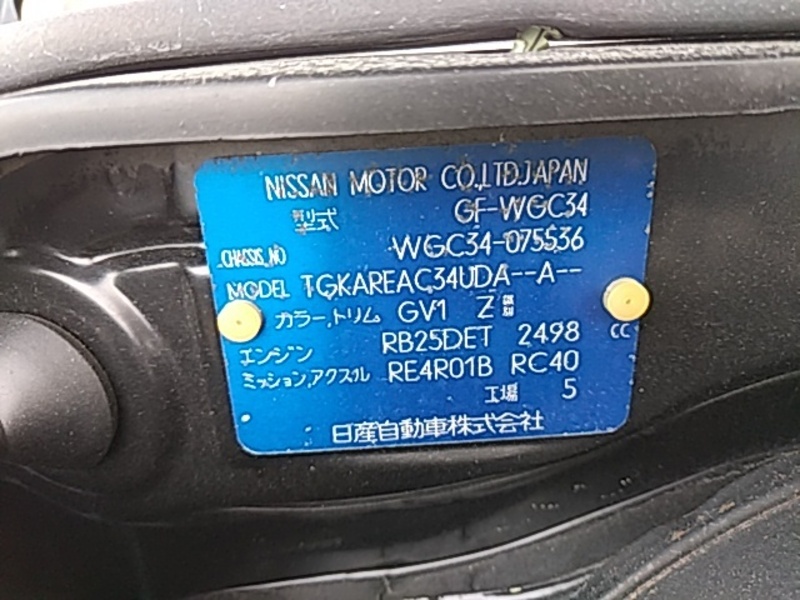 NISSAN MOTOR CO.,LTD.JAPAN
型式 GF-WGC34
CHASSIS.NO WGC34-075536
MODEL TGKAREAC34UDA--A--
カラー,トリム GV1 Z
エンジン RB25DET 2498 CC
ミッション,アクスル RE4R01B RC40
工場 5
日産自動車株式会社